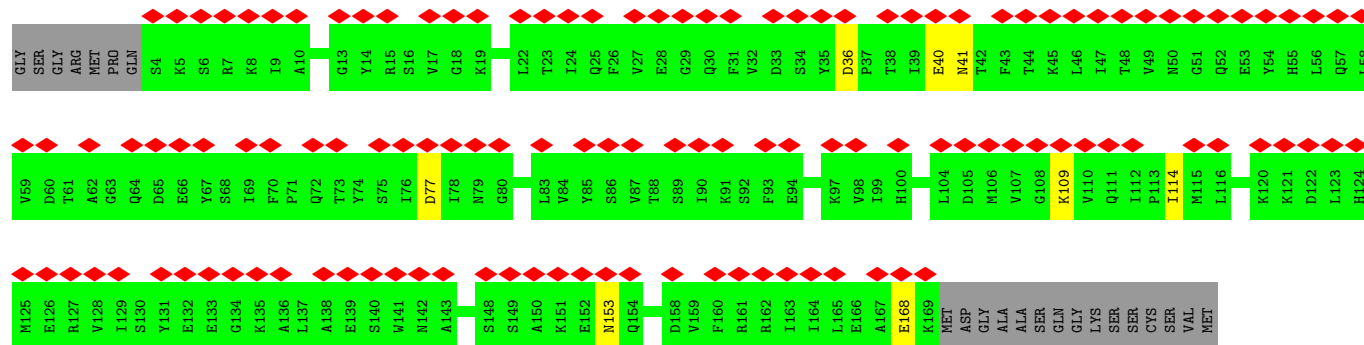 GLY SER GLY ARG MET PRO GLN S4 K5 S6 R7 K8 I9 A10 G13 Y14 R15 S16 V17 G18 K19 L22 T23 I24 Q25 F26 V27 E28 G29 Q30 F31 V32 D33 S34 Y35 D36 P37 T38 I39 E40 N41 T42 F43 T44 K45 L46 I47 T48 V49 N50 G51 Q52 E53 Y54 H55 L56 Q57 L58
V59 D60 T61 A62 G63 Q64 D65 E66 Y67 S68 I69 F70 P71 Q72 T73 Y74 S75 I76 D77 I78 N79 G80 L83 V84 Y85 S86 V87 T88 S89 I90 K91 S92 F93 E94 K97 V98 I99 H100 L104 D105 M106 V107 G108 K109 V110 Q111 I112 P113 I114 M115 L116 K120 K121 D122 L123 H124
M125 E126 R127 V128 I129 S130 Y131 E132 E133 G134 K135 A136 L137 A138 E139 S140 W141 N142 A143 S148 S149 A150 K151 E152 N153 Q154 D158 V159 F160 R161 R162 I163 I164 L165 E166 A167 E168 K169 MET ASP GLY ALA ALA SER GLN GLY LYS SER SER CYS SER VAL MET